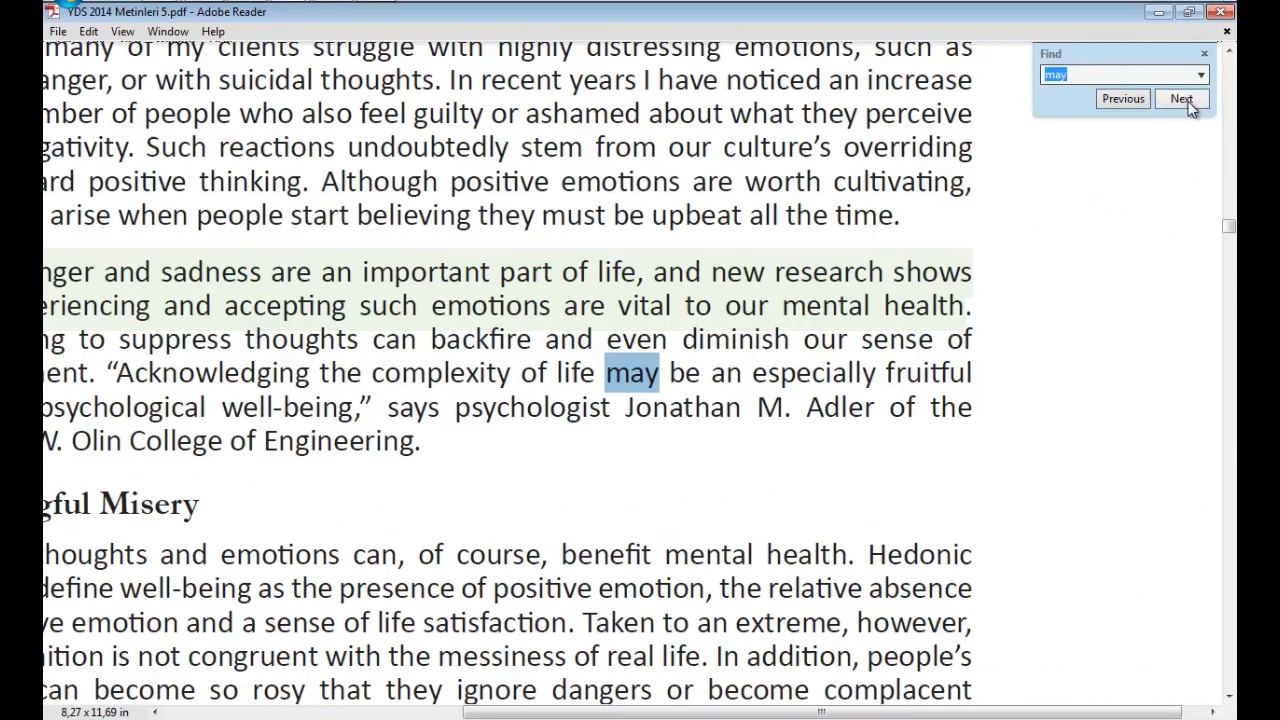 YDS 2014 Metinleri 5.pdf - Adobe Reader
File Edit View Window Help
Find
may
Previous Next
many of my clients struggle with highly distressing emotions, such as
anger, or with suicidal thoughts. In recent years I have noticed an increase
mber of people who also feel guilty or ashamed about what they perceive
gativity. Such reactions undoubtedly stem from our culture's overriding
ard positive thinking. Although positive emotions are worth cultivating,
arise when people start believing they must be upbeat all the time.
nger and sadness are an important part of life, and new research shows
eriencing and accepting such emotions are vital to our mental health.
ng to suppress thoughts can backfire and even diminish our sense of
ent. “Acknowledging the complexity of life may be an especially fruitful
psychological well-being,” says psychologist Jonathan M. Adler of the
W. Olin College of Engineering.
gful Misery
houghts and emotions can, of course, benefit mental health. Hedonic
define well-being as the presence of positive emotion, the relative absence
ve emotion and a sense of life satisfaction. Taken to an extreme, however,
ition is not congruent with the messiness of real life. In addition, people's
can become so rosy that they ignore dangers or become complacent
8,27 x 11,69 in